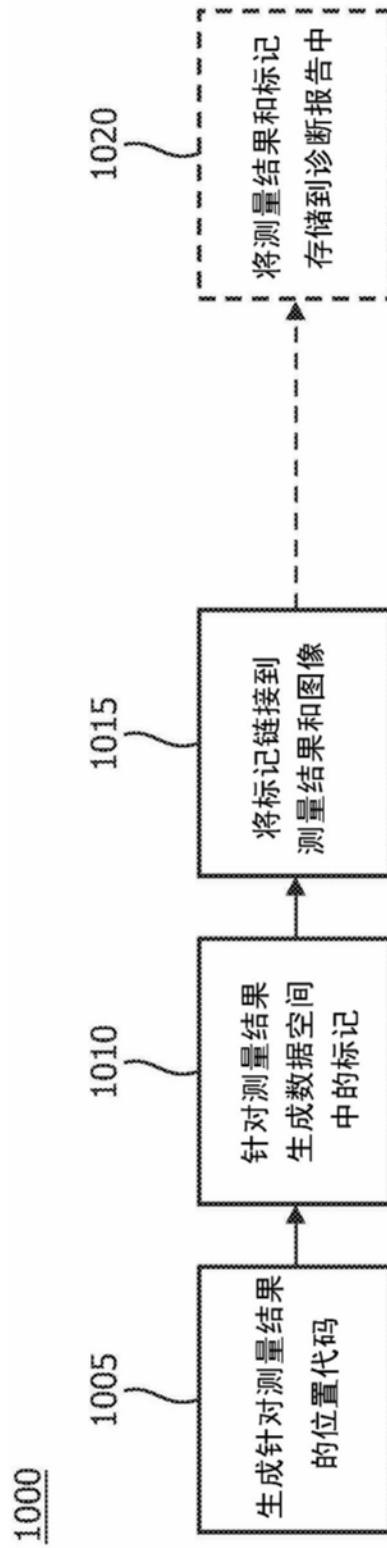 1000
1005
生成针对测量结果
的位置代码
1010
针对测量结果
生成数据空间
中的标记
1015
将标记链接到
测量结果和图像
1020
将测量结果和标记
存储到诊断报告中